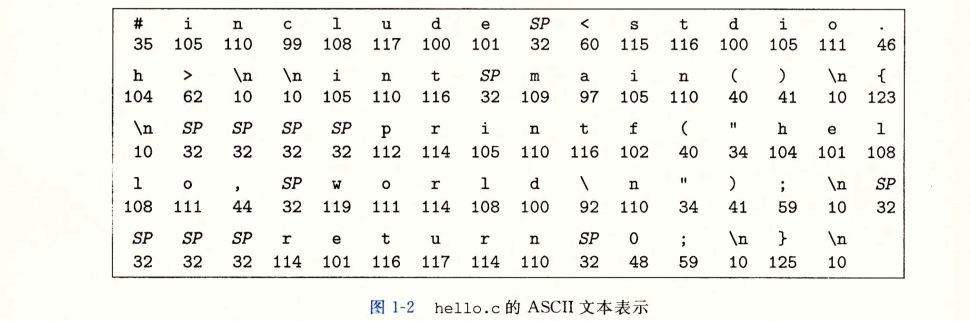 # i n c l u d e SP < s t d i o .
35 105 110 99 108 117 100 101 32 60 115 116 100 105 111 46
h > \n \n i n t SP m a i n ( ) \n {
104 62 10 10 105 110 116 32 109 97 105 110 40 41 10 123
\n SP SP SP SP p r i n t f ( " h e l
10 32 32 32 32 112 114 105 110 116 102 40 34 104 101 108
l o , SP w o r l d \ n " ) ; \n SP
108 111 44 32 119 111 114 108 100 92 110 34 41 59 10 32
SP SP SP r e t u r n SP 0 ; \n } \n
32 32 32 114 101 116 117 114 110 32 48 59 10 125 10
图 1-2 hello.c 的 ASCII 文本表示